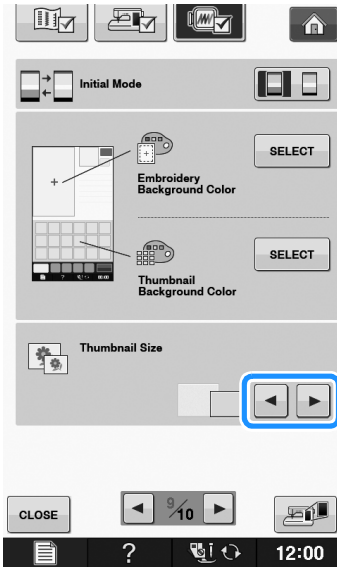 Initial Mode
SELECT
Embroidery
Background Color
SELECT
Thumbnail
Background Color
Thumbnail Size
CLOSE
9/10
?
12:00